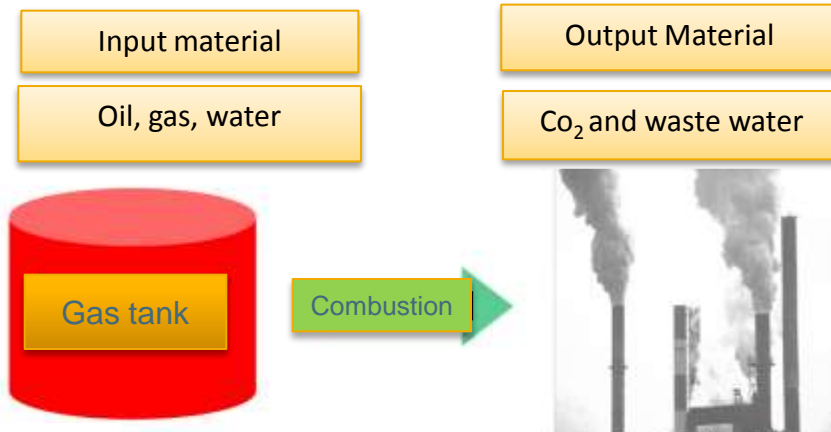 Input material
Output Material
Oil, gas, water
Co₂ and waste water
Gas tank
Combustion